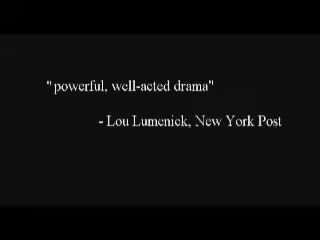 "powerful, well-acted drama"
- Lou Lumenick, New York Post